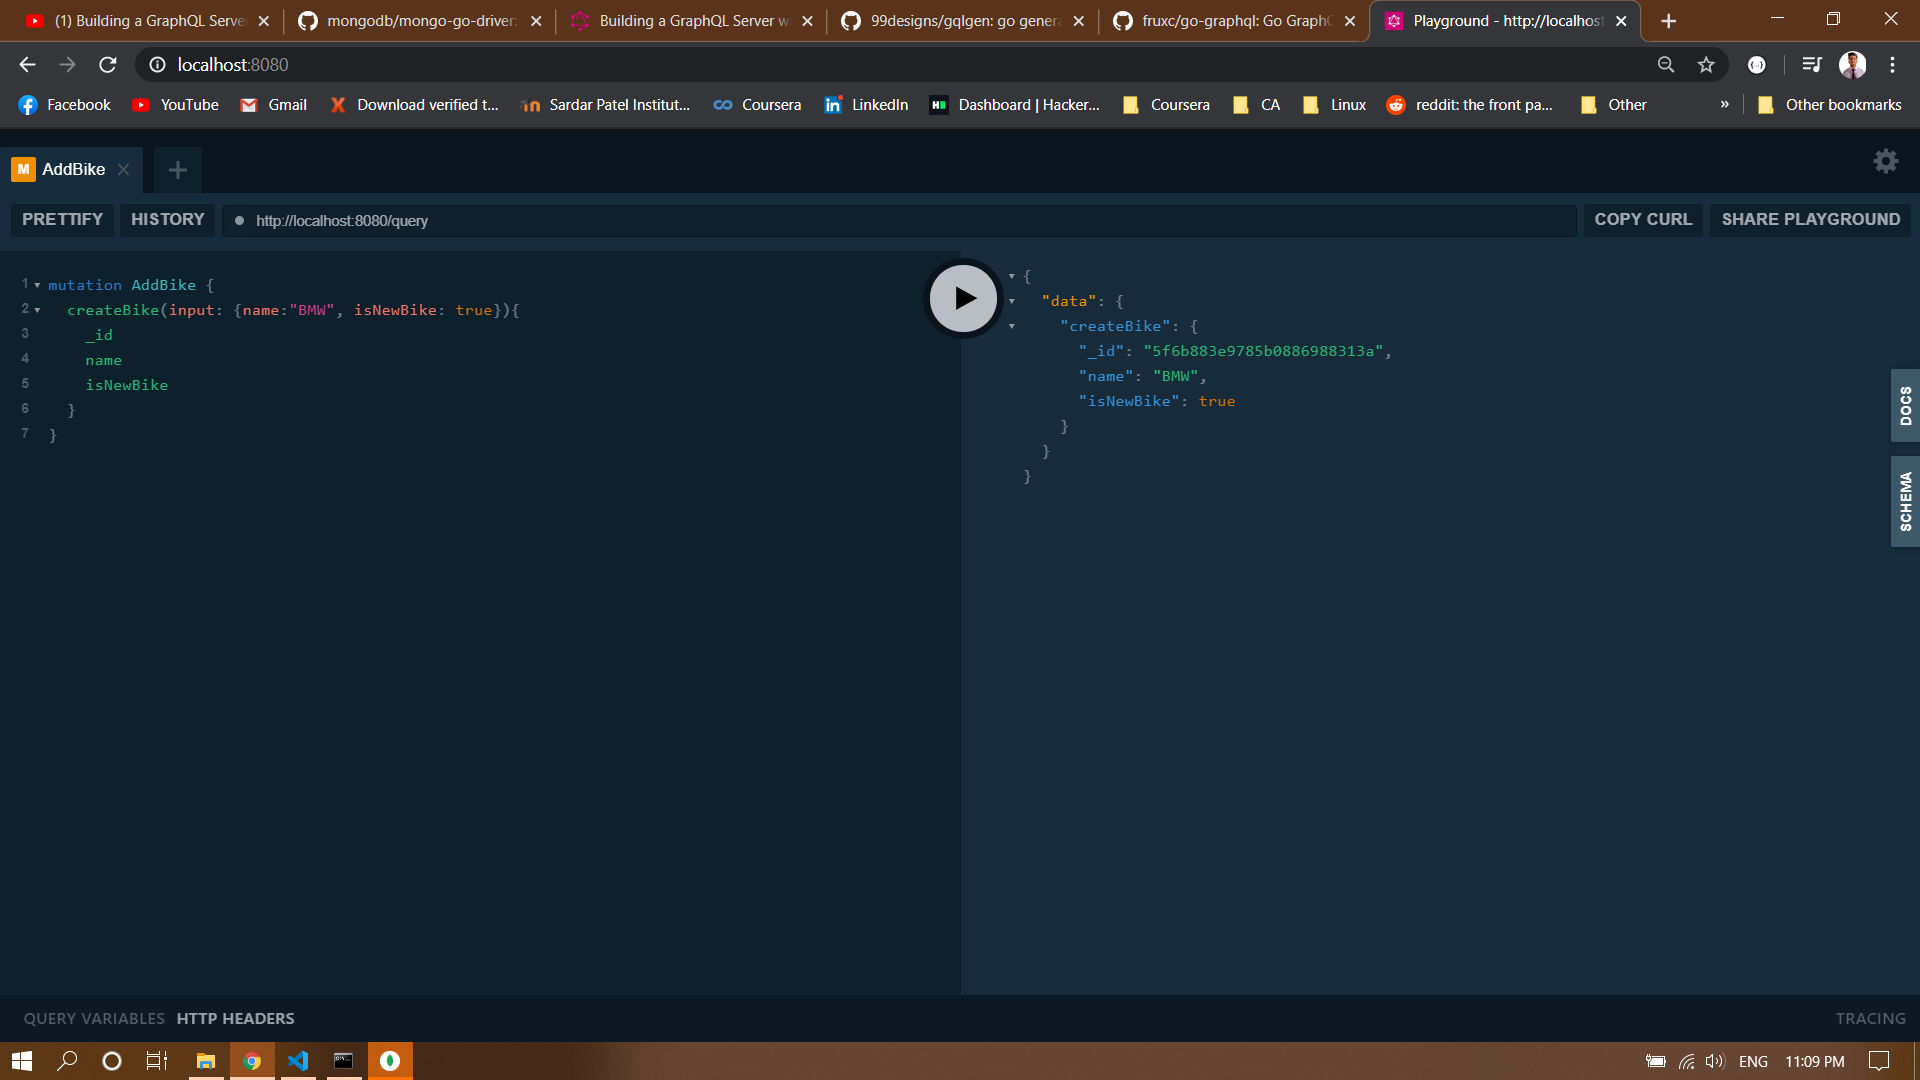 (1) Building a GraphQL Serve
mongodb/mongo-go-driver:
Building a GraphQL Server w
99designs/gqlgen: go genera
fruxc/go-graphql: Go GraphQ
Playground - http://localhost
localhost:8080
Facebook
YouTube
Gmail
Download verified t...
Sardar Patel Institut...
Coursera
LinkedIn
Dashboard | Hacker...
Coursera
CA
Linux
reddit: the front pa...
Other
»
Other bookmarks
M AddBike
PRETTIFY
HISTORY
http://localhost:8080/query
COPY CURL
SHARE PLAYGROUND
1 mutation AddBike {
2 createBike(input: {name:"BMW", isNewBike: true}){
3 _id
4 name
5 isNewBike
6 }
7 }
{
"data": {
"createBike": {
"_id": "5f6b883e9785b0886988313a",
"name": "BMW",
"isNewBike": true
}
}
}
DOCS
SCHEMA
QUERY VARIABLES
HTTP HEADERS
TRACING
ENG
11:09 PM